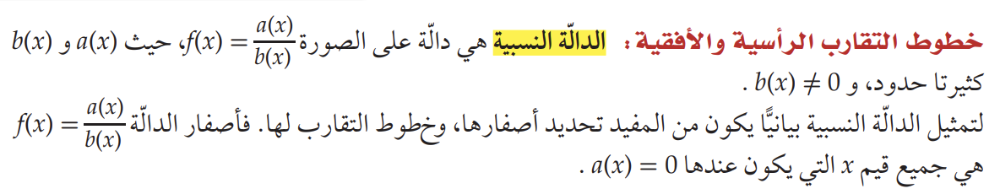 خطوط التقارب الرأسية والأفقية: الدالّة النسبية هي دالّة على الصورة f(x) = a(x)/b(x)، حيث a(x) و b(x)
كثيرتا حدود، و b(x) ≠ 0 .
لتمثيل الدالّة النسبية بيانيًّا يكون من المفيد تحديد أصفارها، وخطوط التقارب لها. فأصفار الدالّة f(x) = a(x)/b(x)
هي جميع قيم x التي يكون عندها a(x) = 0 .